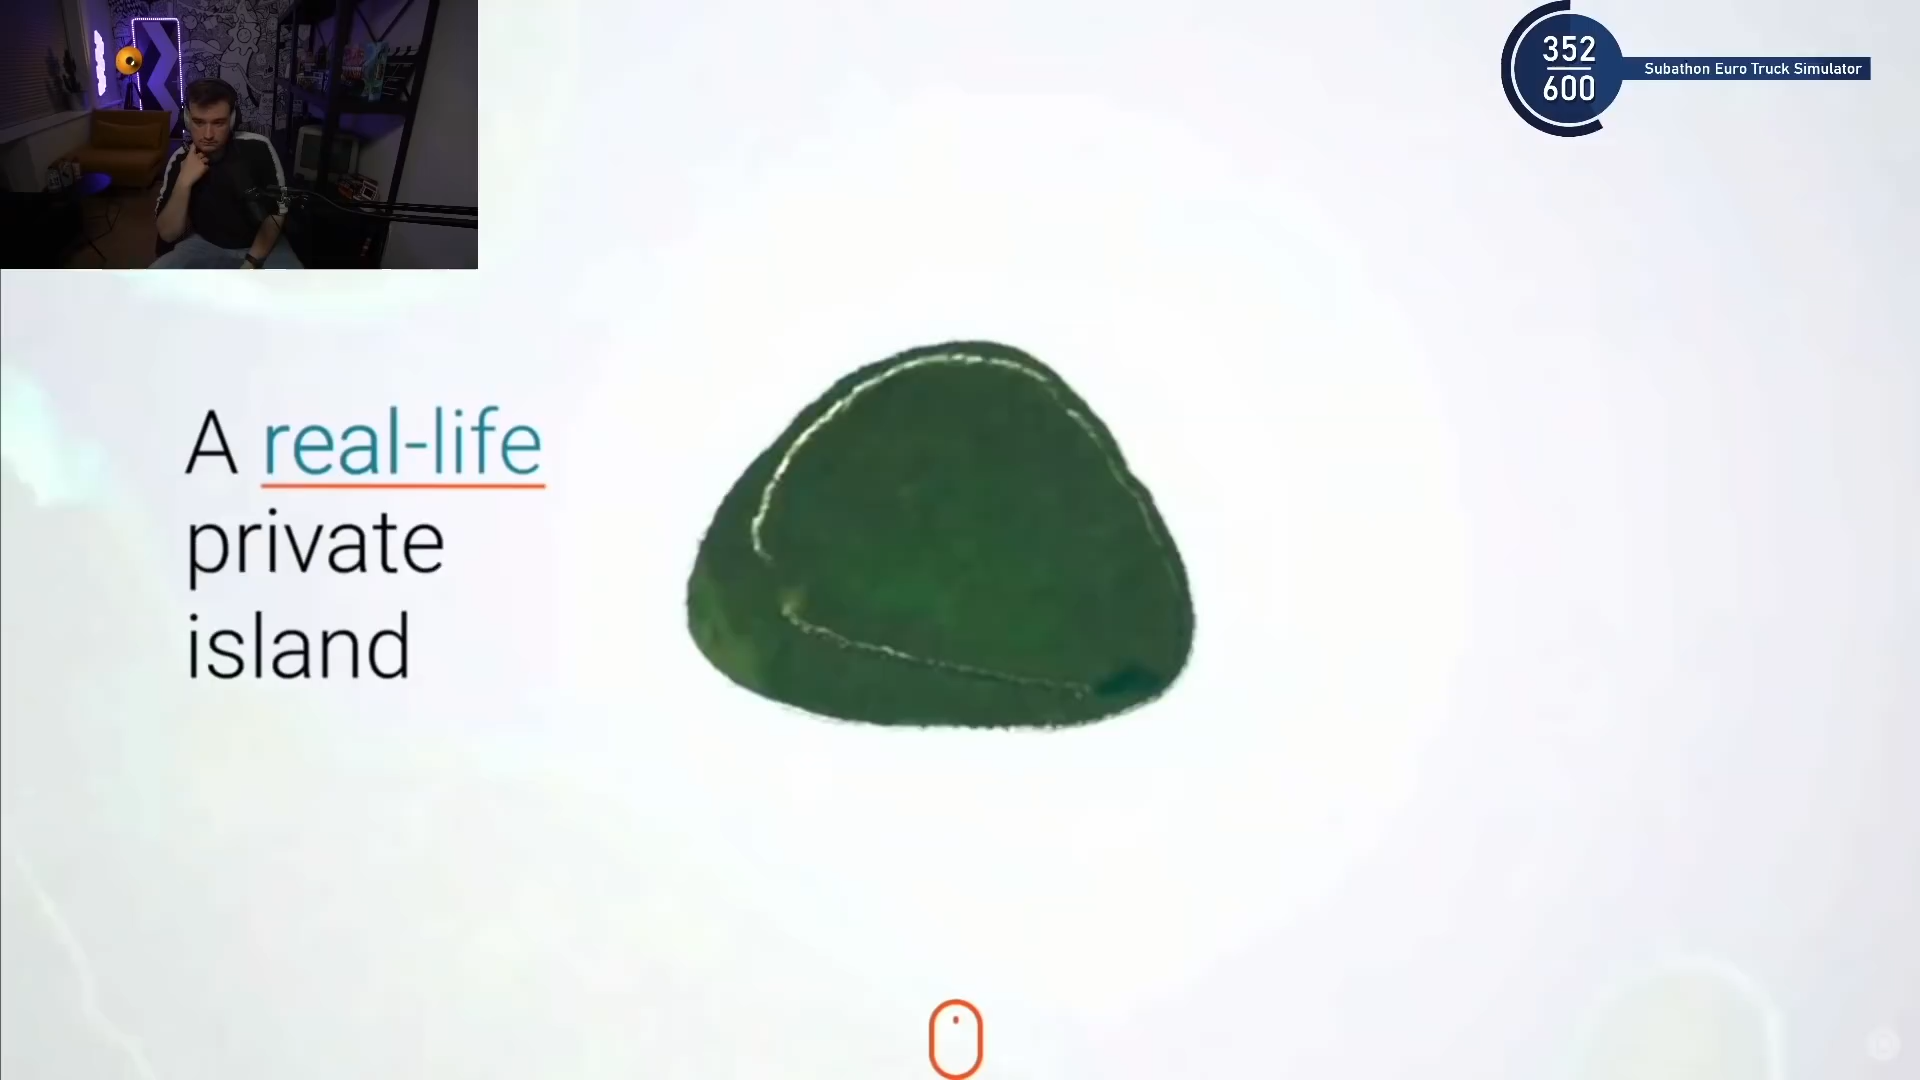 352
600
Subathon Euro Truck Simulator
A real-life
private
island